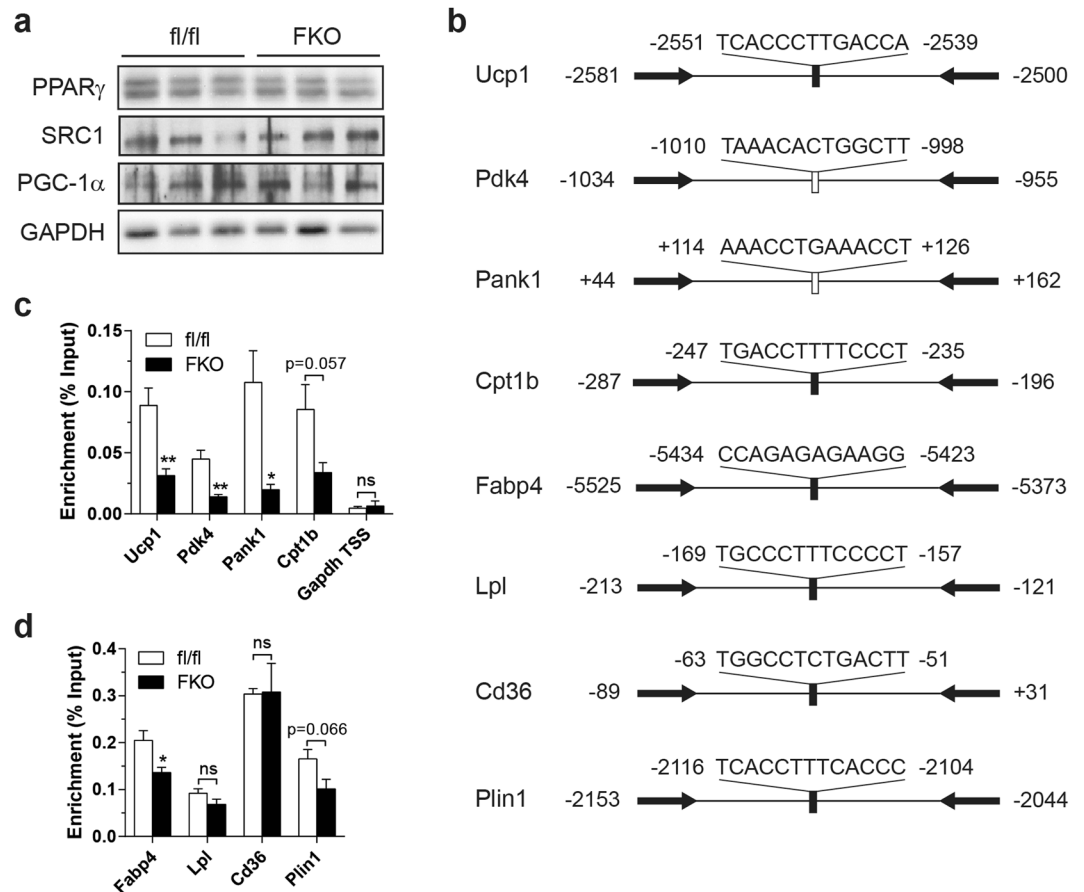 a
fl/fl FKO
PPARγ
SRC1
PGC-1α
GAPDH
b
-2551 TCACCCTTGACCA -2539
Ucp1 -2581 -2500
-1010 TAAACACTGGCTT -998
Pdk4 -1034 -955
+114 AAACCTGAAACCT +126
Pank1 +44 +162
-247 TGACCTTTTCCCT -235
Cpt1b -287 -196
-5434 CCAGAGAGAAGG -5423
Fabp4 -5525 -5373
-169 TGCCCTTTCCCCT -157
Lpl -213 -121
-63 TGGCCTCTGACTT -51
Cd36 -89 +31
-2116 TCACCTTTCACCC -2104
Plin1 -2153 -2044
c
Enrichment (% Input)
0.15
0.10
0.05
0.00
fl/fl
FKO
p=0.057
**
**
*
ns
Ucp1 Pdk4 Pank1 Cpt1b Gapdh TSS
d
Enrichment (% Input)
0.4
0.3
0.2
0.1
0.0
fl/fl
FKO
ns
p=0.066
*
ns
Fabp4 Lpl Cd36 Plin1